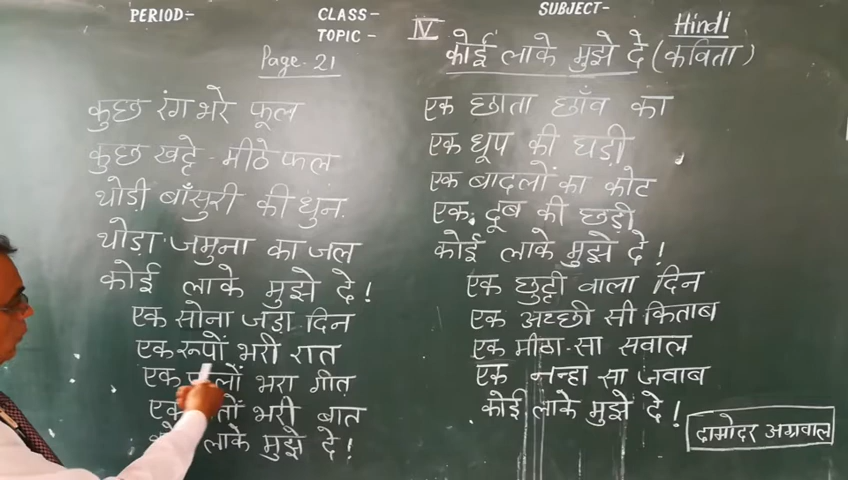 PERIOD:-
CLASS- IV
SUBJECT- Hindi
TOPIC - कोई लाके मुझे दे (कविता)
Page. 21
कुछ रंग भरे फूल
कुछ खट्टे - मीठे फल
थोड़ी बाँसुरी की धुन
थोड़ा जमुना का जल
कोई लाके मुझे दे!
एक सोना जड़ा दिन
एक रूपों भरी रात
एक भरा गीत
एक भरी बात
लाके मुझे दे!
एक छाता छाँव का
एक धूप की घड़ी
एक बादलों का कोट
एक दूब की छड़ी
कोई लाके मुझे दे!
एक छुट्टी वाला दिन
एक अच्छी सी किताब
एक मीठा-सा सवाल
एक नन्हा सा जवाब
कोई लाके मुझे दे!
दामोदर अग्रवाल